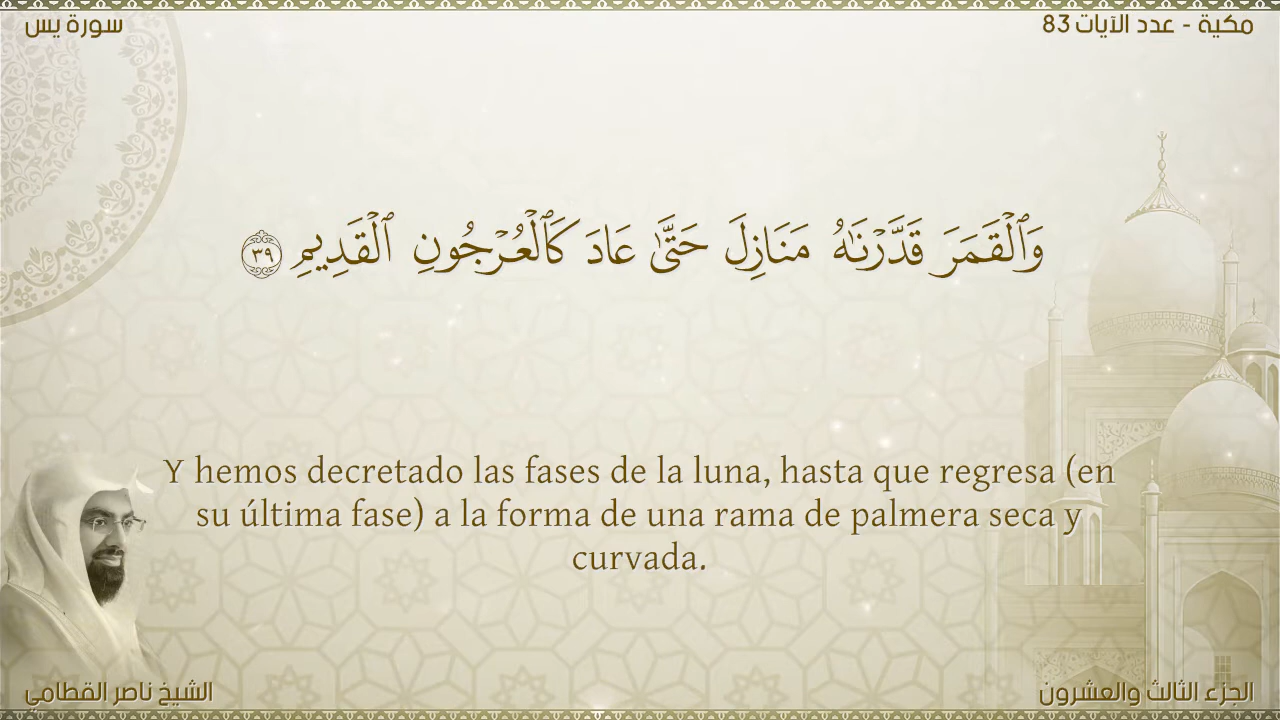 سورة يس
مكية - عدد الآيات 83
وَٱلْقَمَرَ قَدَّرْنَـٰهُ مَنَازِلَ حَتَّىٰ عَادَ كَٱلْعُرْجُونِ ٱلْقَدِيمِ ٣٩
Y hemos decretado las fases de la luna, hasta que regresa (en
su última fase) a la forma de una rama de palmera seca y
curvada.
الشيخ ناصر القطامي
الجزء الثالث والعشرون